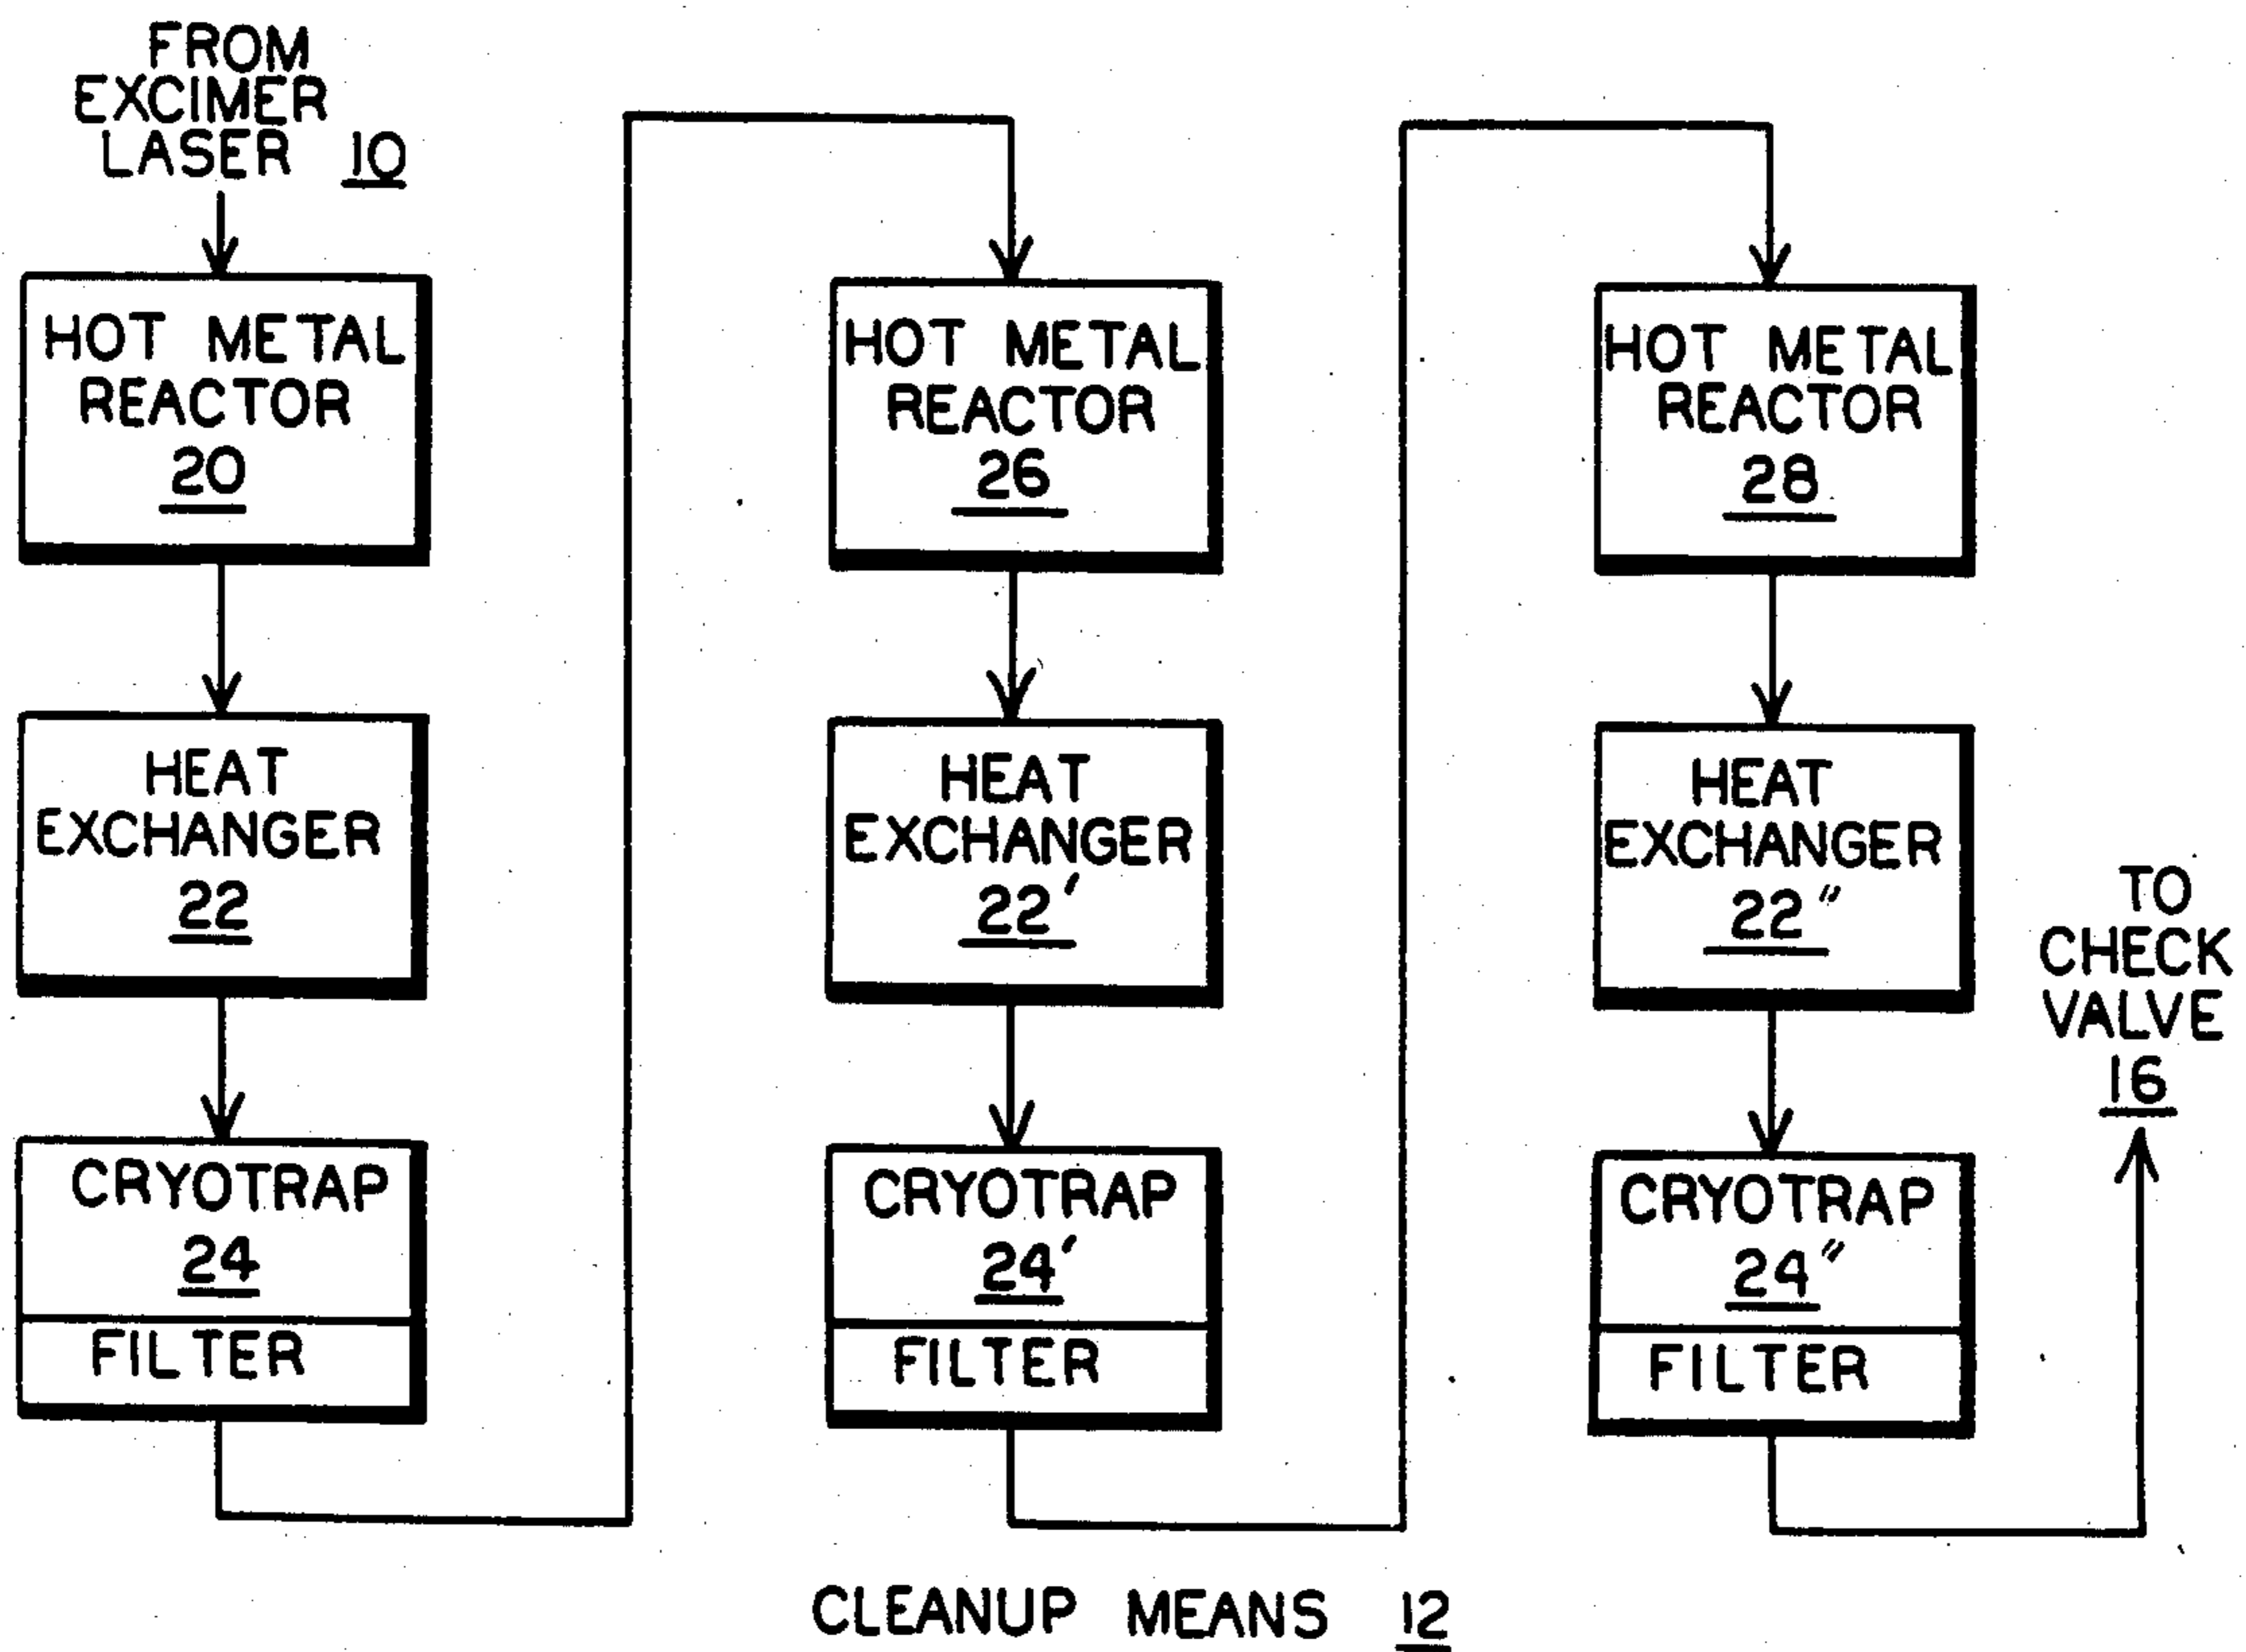 FROM
EXCIMER
LASER 10
HOT METAL
REACTOR
20
HEAT
EXCHANGER
22
CRYOTRAP
24
FILTER
HOT METAL
REACTOR
26
HEAT
EXCHANGER
22′
CRYOTRAP
24′
FILTER
HOT METAL
REACTOR
28
HEAT
EXCHANGER
22″
CRYOTRAP
24″
FILTER
TO
CHECK
VALVE
16
CLEANUP MEANS 12